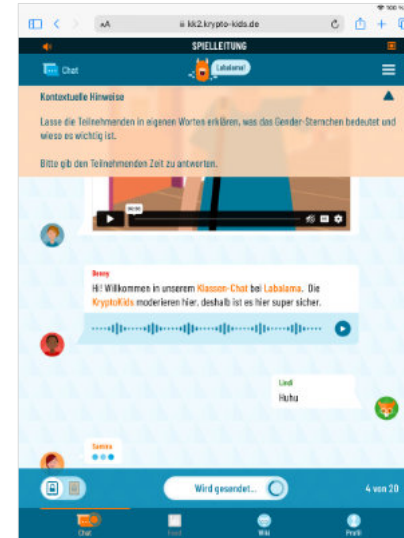 100 %
AA
kk2.krypto-kids.de
SPIELLEITUNG
Chat
Labalama!
Kontextuelle Hinweise
Lasse die Teilnehmenden in eigenen Worten erklären, was das Gender-Sternchen bedeutet und
wieso es wichtig ist.
Bitte gib den Teilnehmenden Zeit zu antworten.
00:00
Hi! Willkommen in unserem Klassen-Chat bei Labalama. Die
KryptoKids moderieren hier, deshalb ist es hier super sicher.
Huhu
Wird gesendet...
4 von 20
Chat
Feed
Wiki
Profil